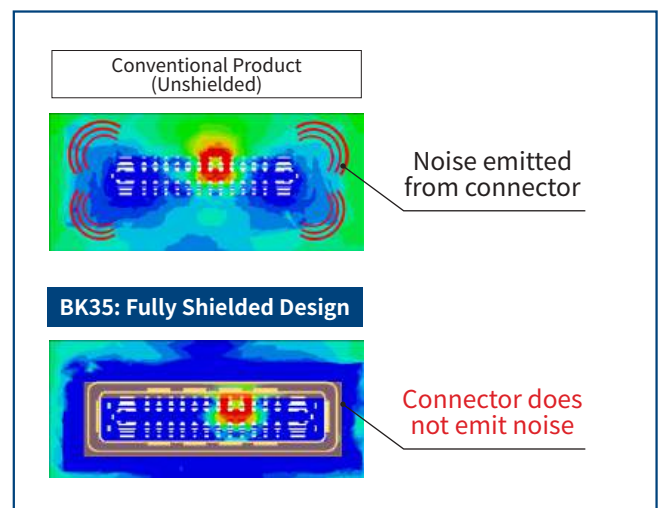 Conventional Product
(Unshielded)
Noise emitted
from connector
BK35: Fully Shielded Design
Connector does
not emit noise